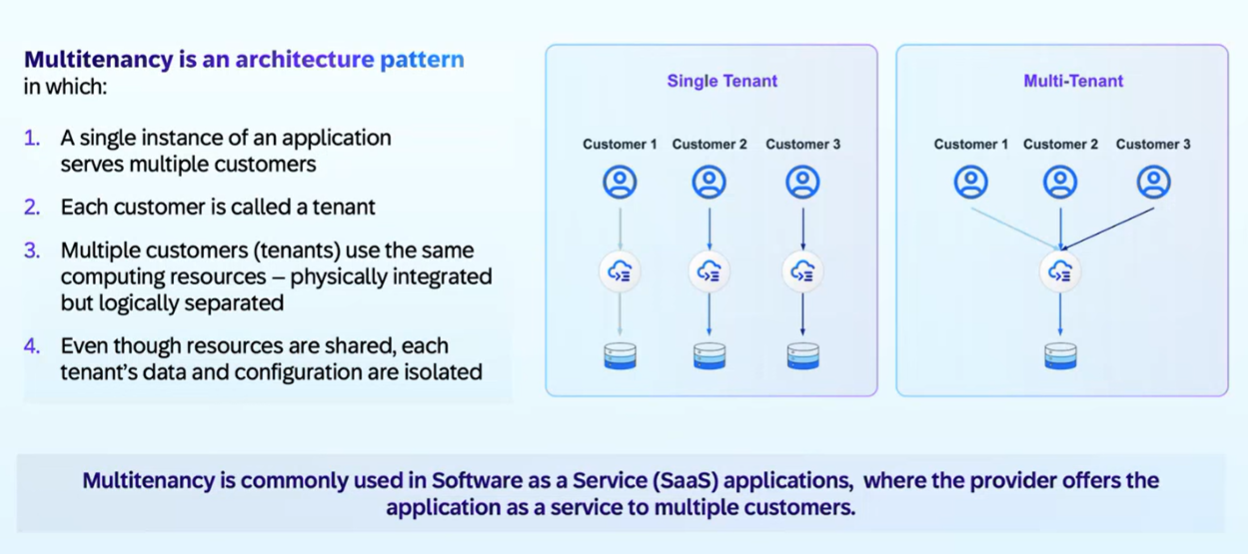 Multitenancy is an architecture pattern
in which:
1. A single instance of an application
serves multiple customers
2. Each customer is called a tenant
3. Multiple customers (tenants) use the same
computing resources – physically integrated
but logically separated
4. Even though resources are shared, each
tenant's data and configuration are isolated
Single Tenant
Customer 1 Customer 2 Customer 3
Multi-Tenant
Customer 1 Customer 2 Customer 3
Multitenancy is commonly used in Software as a Service (SaaS) applications, where the provider offers the
application as a service to multiple customers.